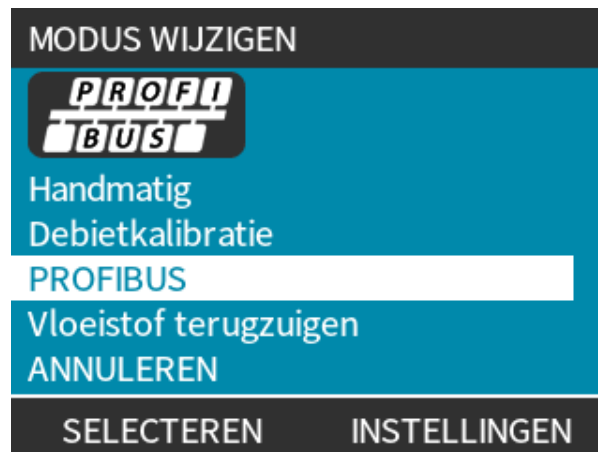 MODUS WIJZIGEN
PROFI
BUS
Handmatig
Debietkalibratie
PROFIBUS
Vloeistof terugzuigen
ANNULEREN
SELECTEREN INSTELLINGEN